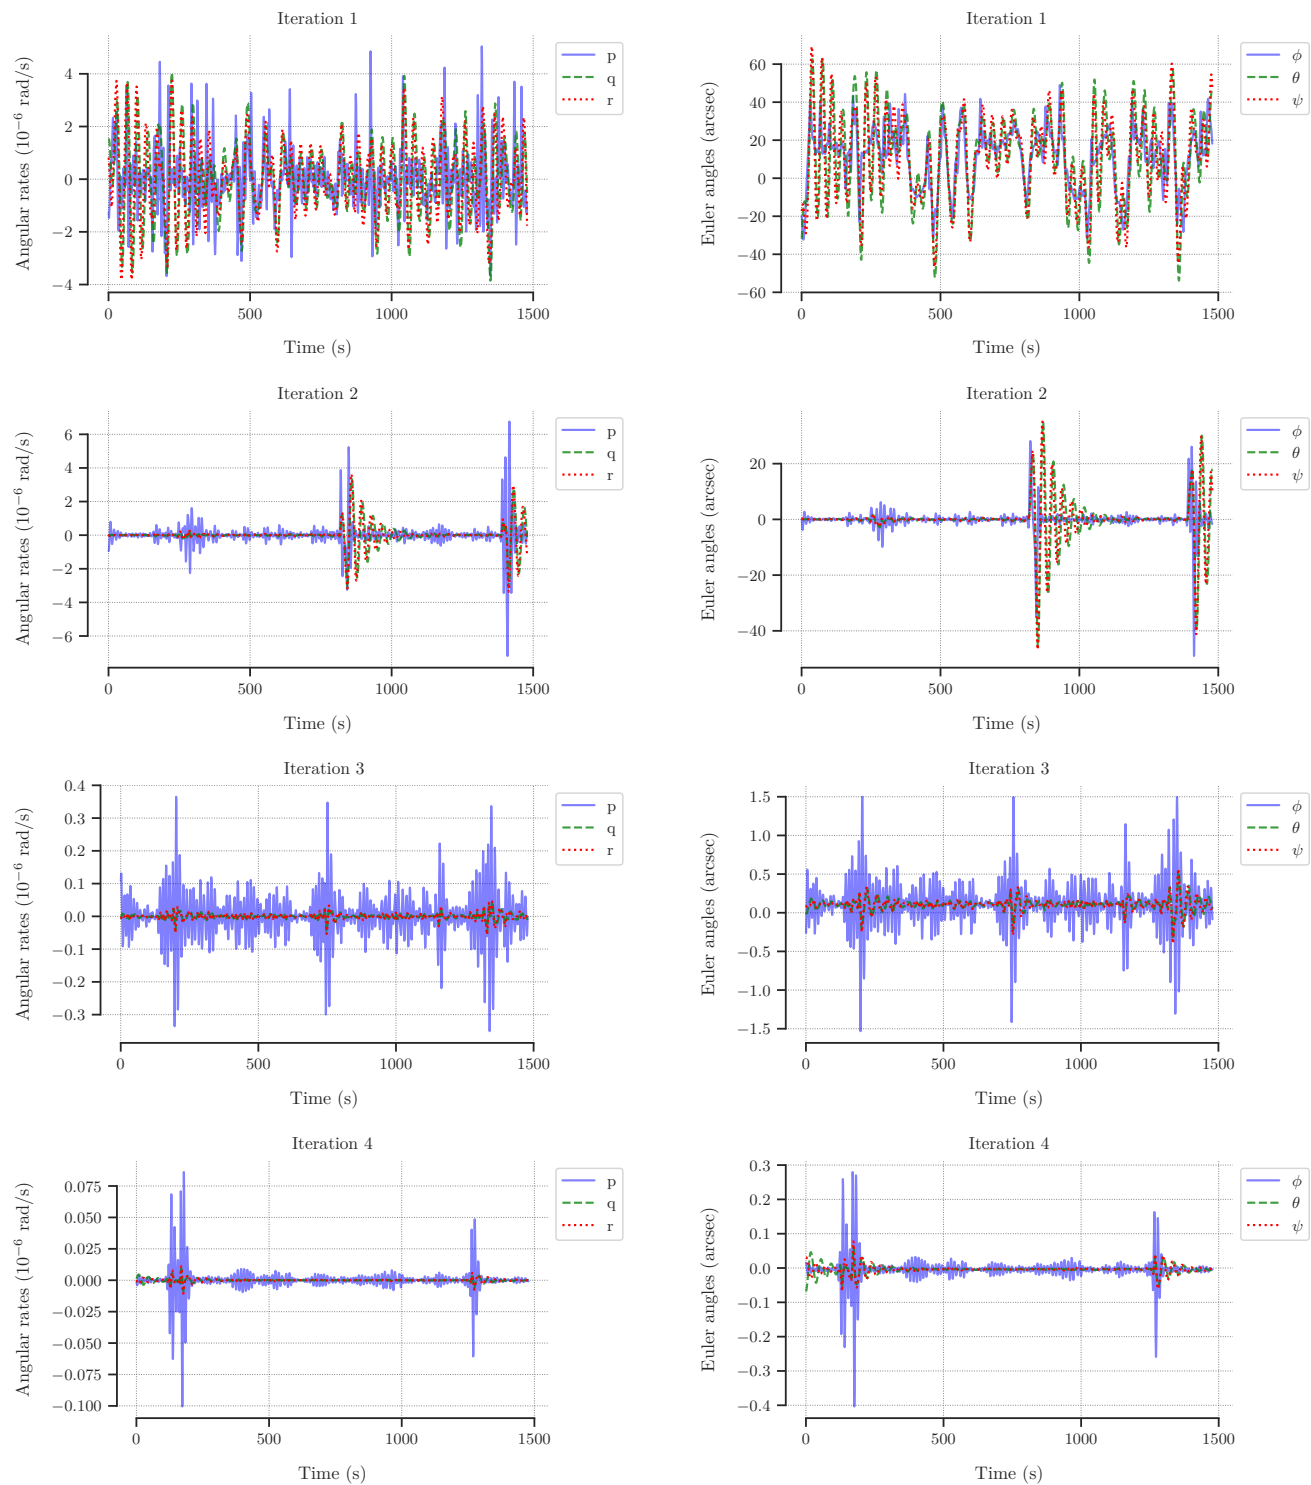 Iteration 1
Angular rates (10⁻⁶ rad/s)
4
2
0
−2
−4
0 500 1000 1500
Time (s)
p
q
r
Iteration 1
Euler angles (arcsec)
60
40
20
0
−20
−40
−60
0 500 1000 1500
Time (s)
ϕ
θ
ψ
Iteration 2
Angular rates (10⁻⁶ rad/s)
6
4
2
0
−2
−4
−6
0 500 1000 1500
Time (s)
p
q
r
Iteration 2
Euler angles (arcsec)
20
0
−20
−40
0 500 1000 1500
Time (s)
ϕ
θ
ψ
Iteration 3
Angular rates (10⁻⁶ rad/s)
0.4
0.3
0.2
0.1
0.0
−0.1
−0.2
−0.3
0 500 1000 1500
Time (s)
p
q
r
Iteration 3
Euler angles (arcsec)
1.5
1.0
0.5
0.0
−0.5
−1.0
−1.5
0 500 1000 1500
Time (s)
ϕ
θ
ψ
Iteration 4
Angular rates (10⁻⁶ rad/s)
0.075
0.050
0.025
0.000
−0.025
−0.050
−0.075
−0.100
0 500 1000 1500
Time (s)
p
q
r
Iteration 4
Euler angles (arcsec)
0.3
0.2
0.1
0.0
−0.1
−0.2
−0.3
−0.4
0 500 1000 1500
Time (s)
ϕ
θ
ψ